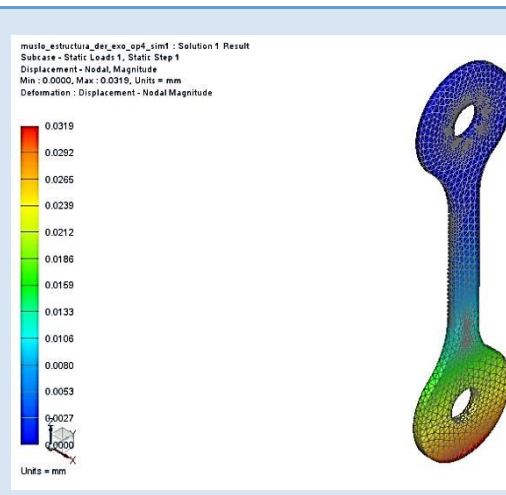 muslo_estructura_der_exo_op4_sim1 : Solution 1 Result
Subcase - Static Loads 1, Static Step 1
Displacement - Nodal, Magnitude
Min : 0.0000, Max : 0.0319, Units = mm
Deformation : Displacement - Nodal Magnitude
0.0319
0.0292
0.0265
0.0239
0.0212
0.0186
0.0159
0.0133
0.0106
0.0080
0.0053
0.0027
0.0000
Z
Y
X
Units = mm